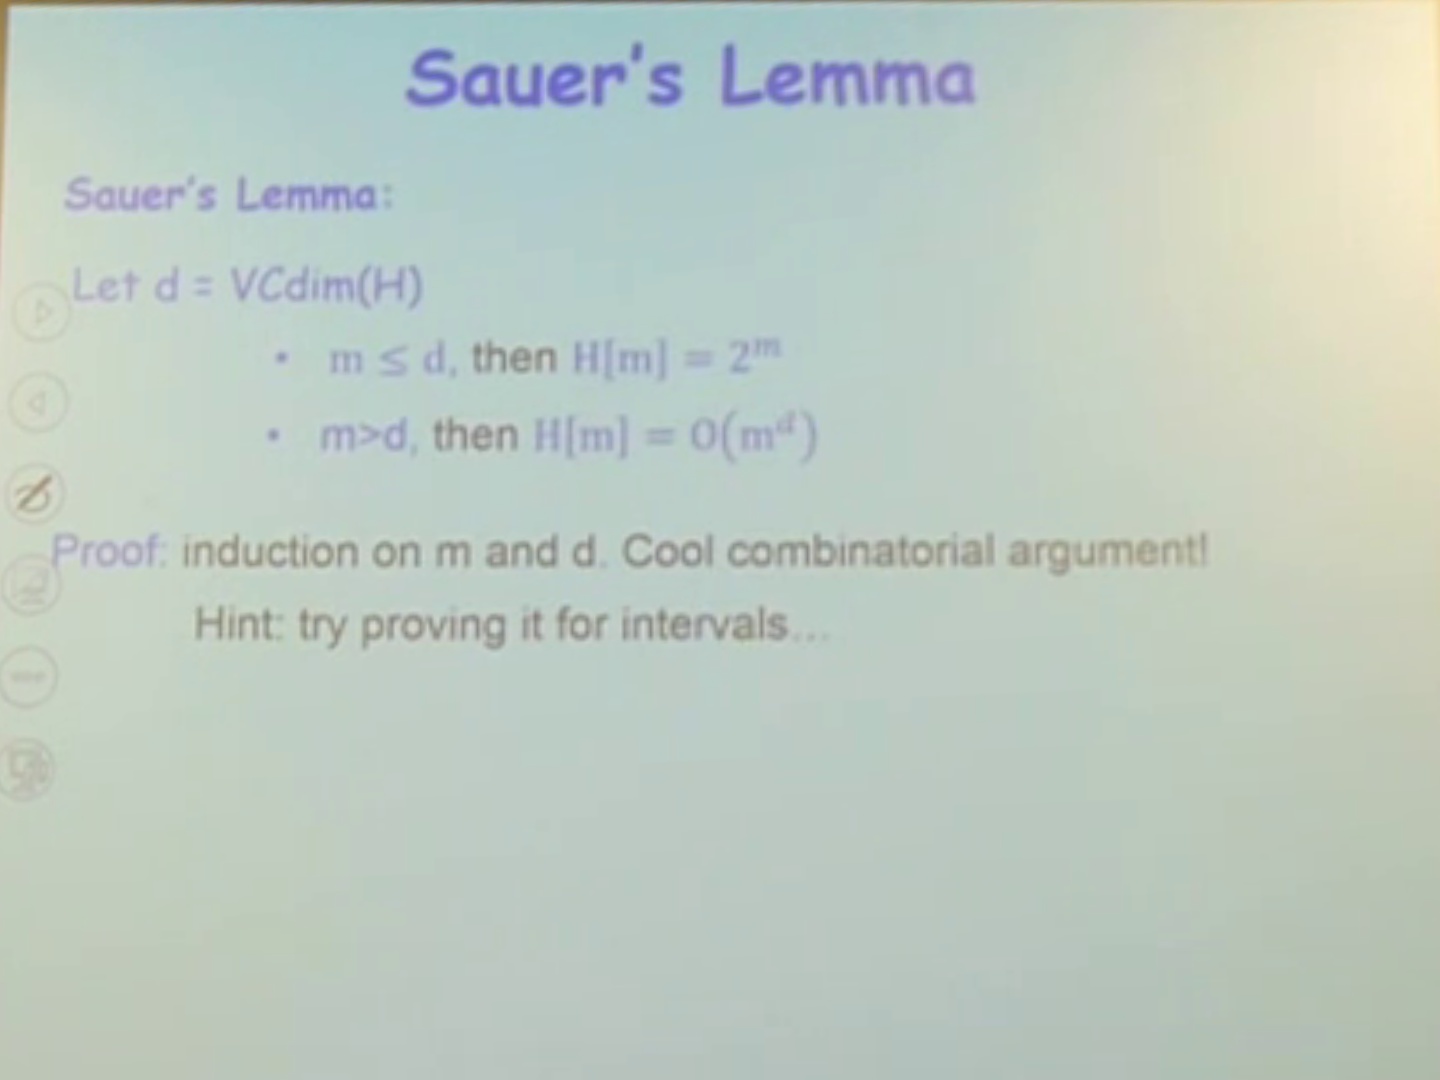 Sauer's Lemma
Sauer's Lemma:
Let d = VCdim(H)
• m ≤ d, then H[m] = 2^m
• m>d, then H[m] = O(m^d)
Proof: induction on m and d. Cool combinatorial argument!
Hint: try proving it for intervals...